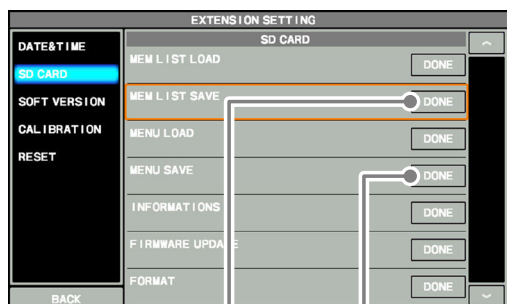 EXTENSION SETTING
DATE&TIME
SD CARD
SOFT VERSION
CALIBRATION
RESET
BACK
SD CARD
MEM LIST LOAD DONE
MEM LIST SAVE DONE
MENU LOAD DONE
MENU SAVE DONE
INFORMATIONS DONE
FIRMWARE UPDATE DONE
FORMAT DONE